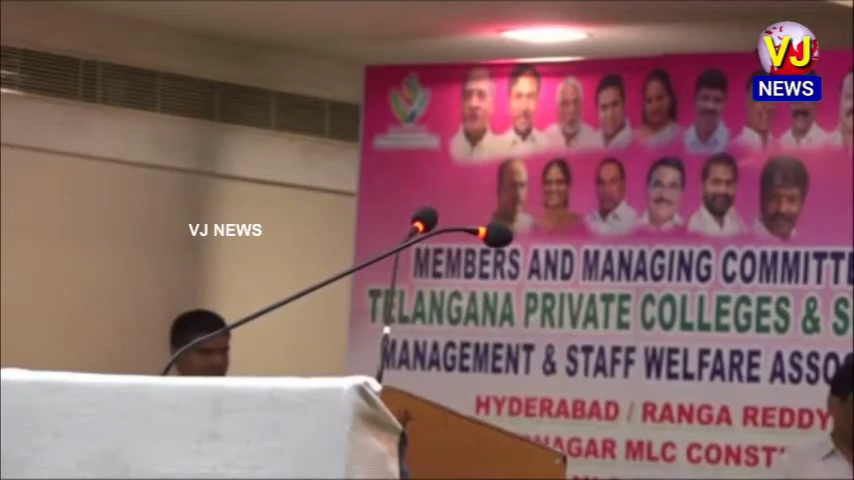 VJ
NEWS
VJ NEWS
MEMBERS AND MANAGING COMMITTE
TELANGANA PRIVATE COLLEGES & S
MANAGEMENT & STAFF WELFARE ASSO
HYDERABAD / RANGA REDDY
NAGAR MLC CONST